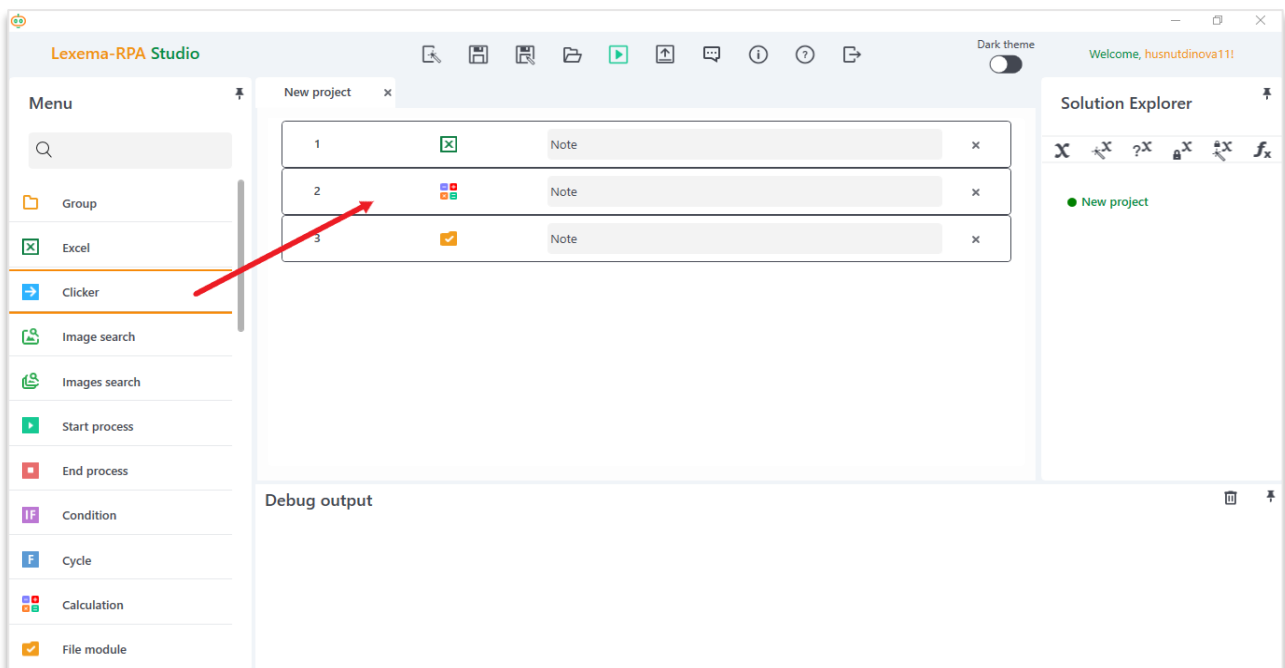 Lexema-RPA Studio
Dark theme
Welcome, husnutdinova11!
Menu
New project
Solution Explorer
1 Note
2 Note
3 Note
x x ?x x x fx
New project
Group
Excel
Clicker
Image search
Images search
Start process
End process
IF Condition
F Cycle
Calculation
File module
Debug output